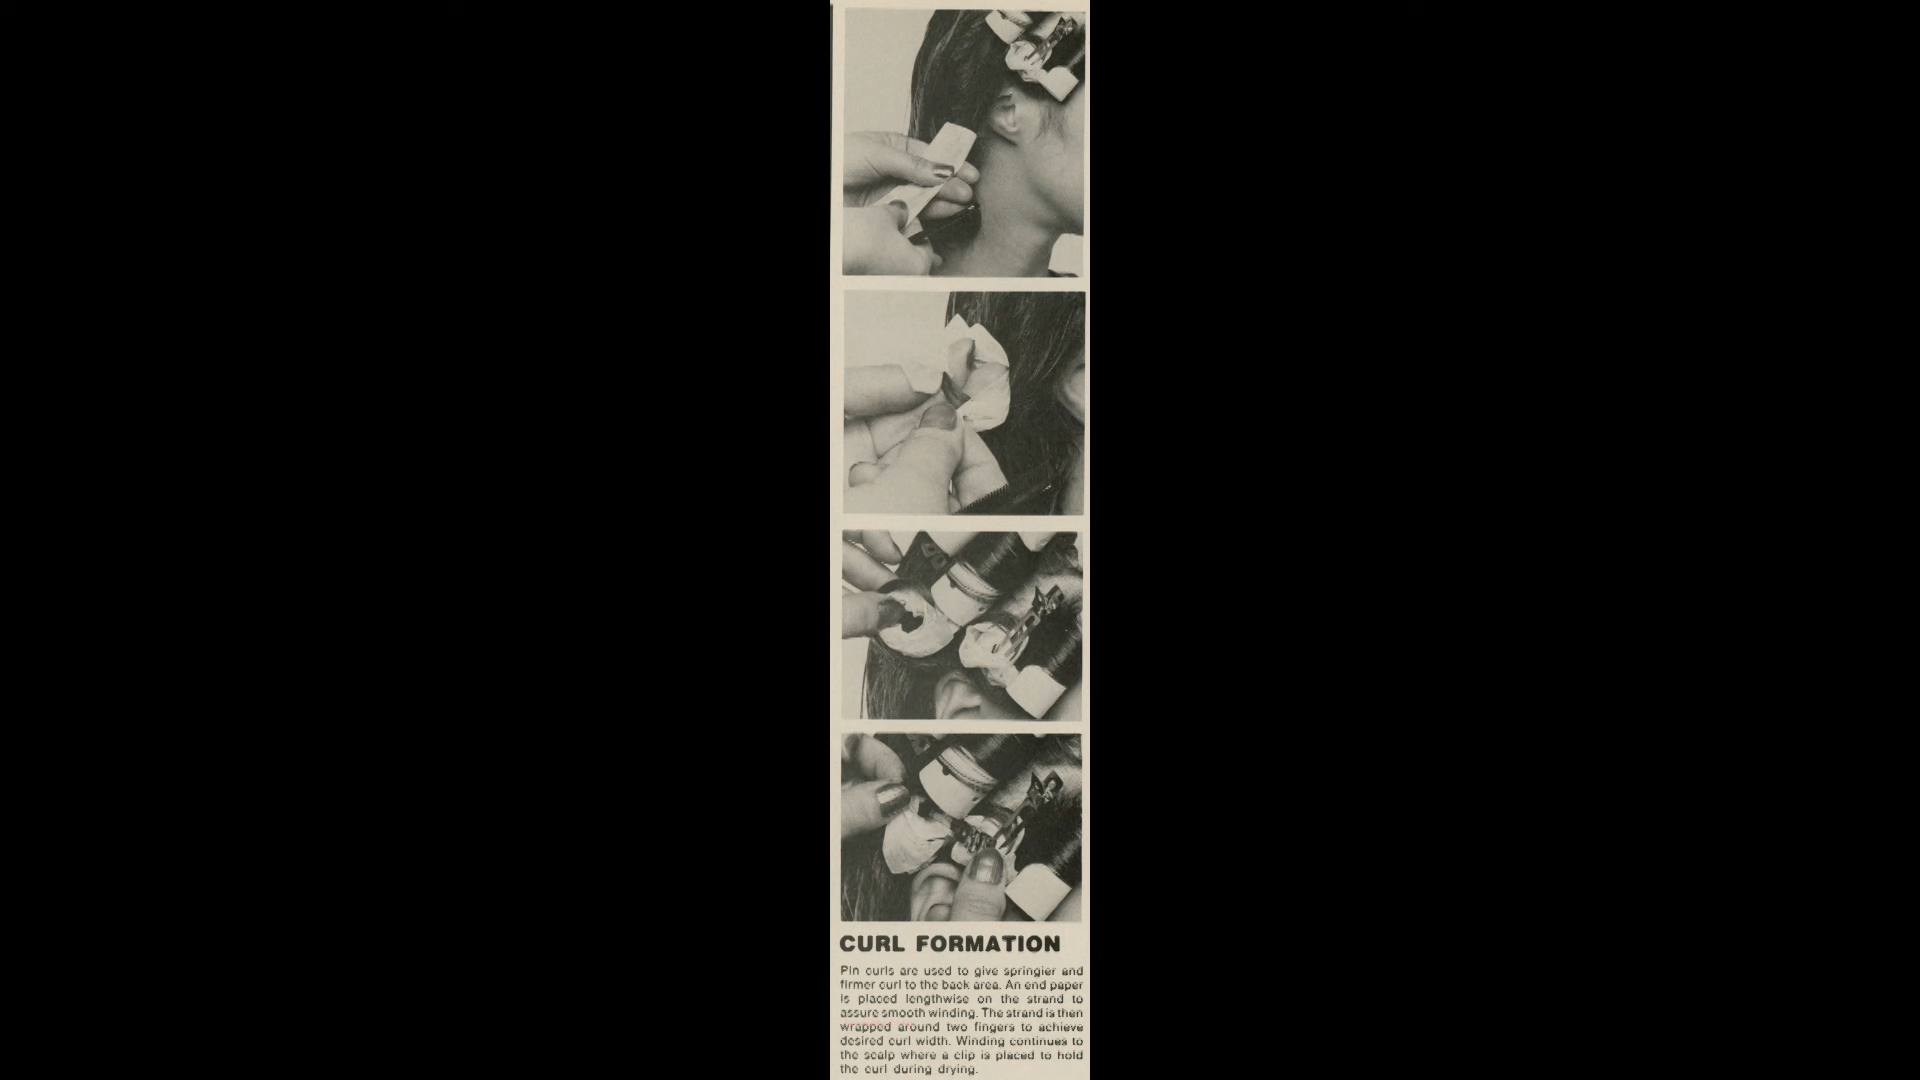 CURL FORMATION
Pin curls are used to give springier and
firmer curl to the back area. An end paper
is placed lengthwise on the strand to
assure smooth winding. The strand is then
wrapped around two fingers to achieve
desired curl width. Winding continues to
the scalp where a clip is placed to hold
the curl during drying.